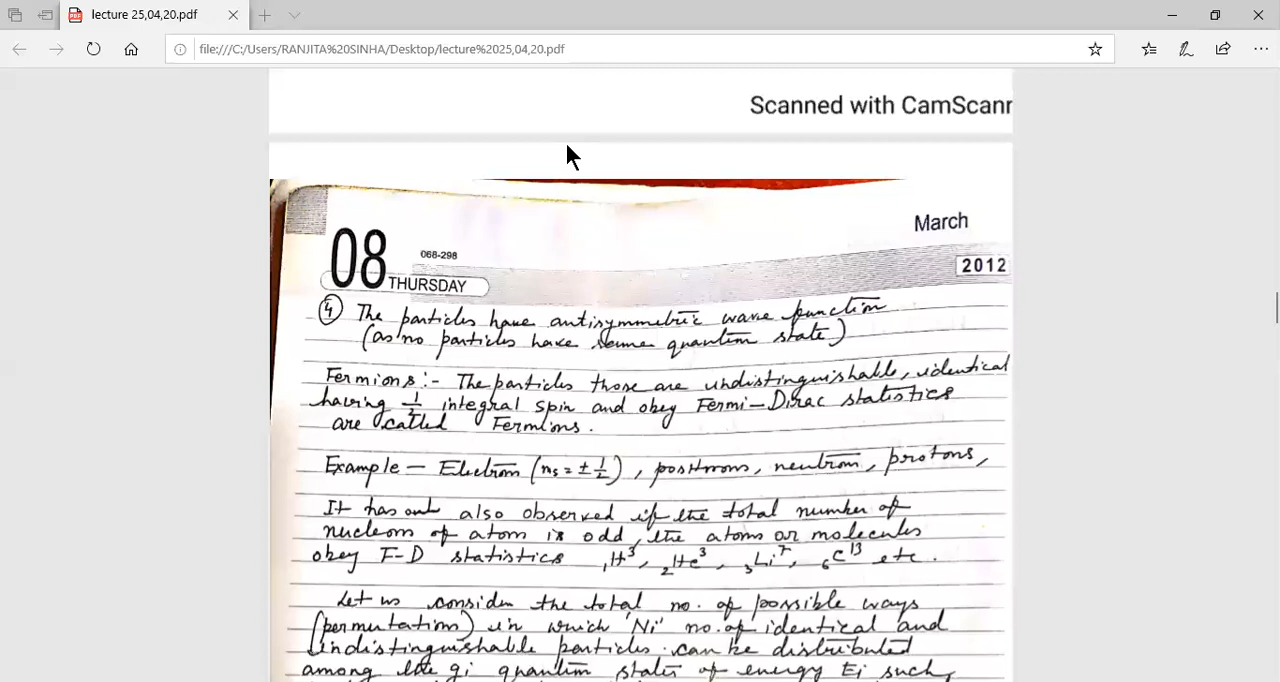 lecture 25,04,20.pdf
file:///C:/Users/RANJITA%20SINHA/Desktop/lecture%2025,04,20.pdf
Scanned with CamScanr
March
08 068-298
THURSDAY
2012
④ The particles have antisymmetric wave function
(as no particles have same quantum state)
Fermions :- The particles those are undistinguishable, identical
having 1/2 integral spin and obey Fermi-Dirac statistics
are called Fermions.
Example - Electron (ms = ± 1/2), positrons, neutron, protons,
It has also observed if the total number of
nucleons of atom is odd, the atoms or molecules
obey F-D statistics ₁H³, ₂He³, ₃Li⁷, ₆C¹³ etc.
Let us consider the total no. of possible ways
(permutation) in which 'Ni' no. of identical and
indistinguishable particles can be distributed
among the gi quantum states of energy Ei such,